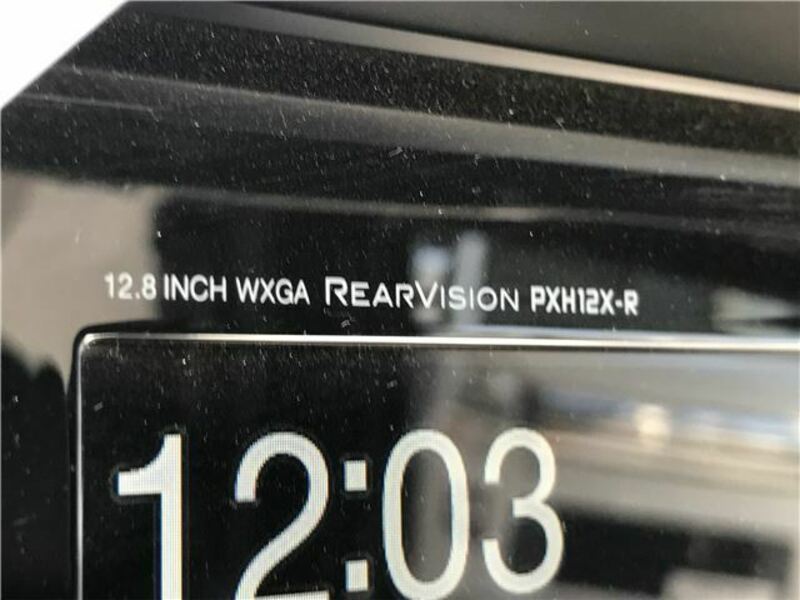 12.8 INCH WXGA REARVISION PXH12X-R
12:03